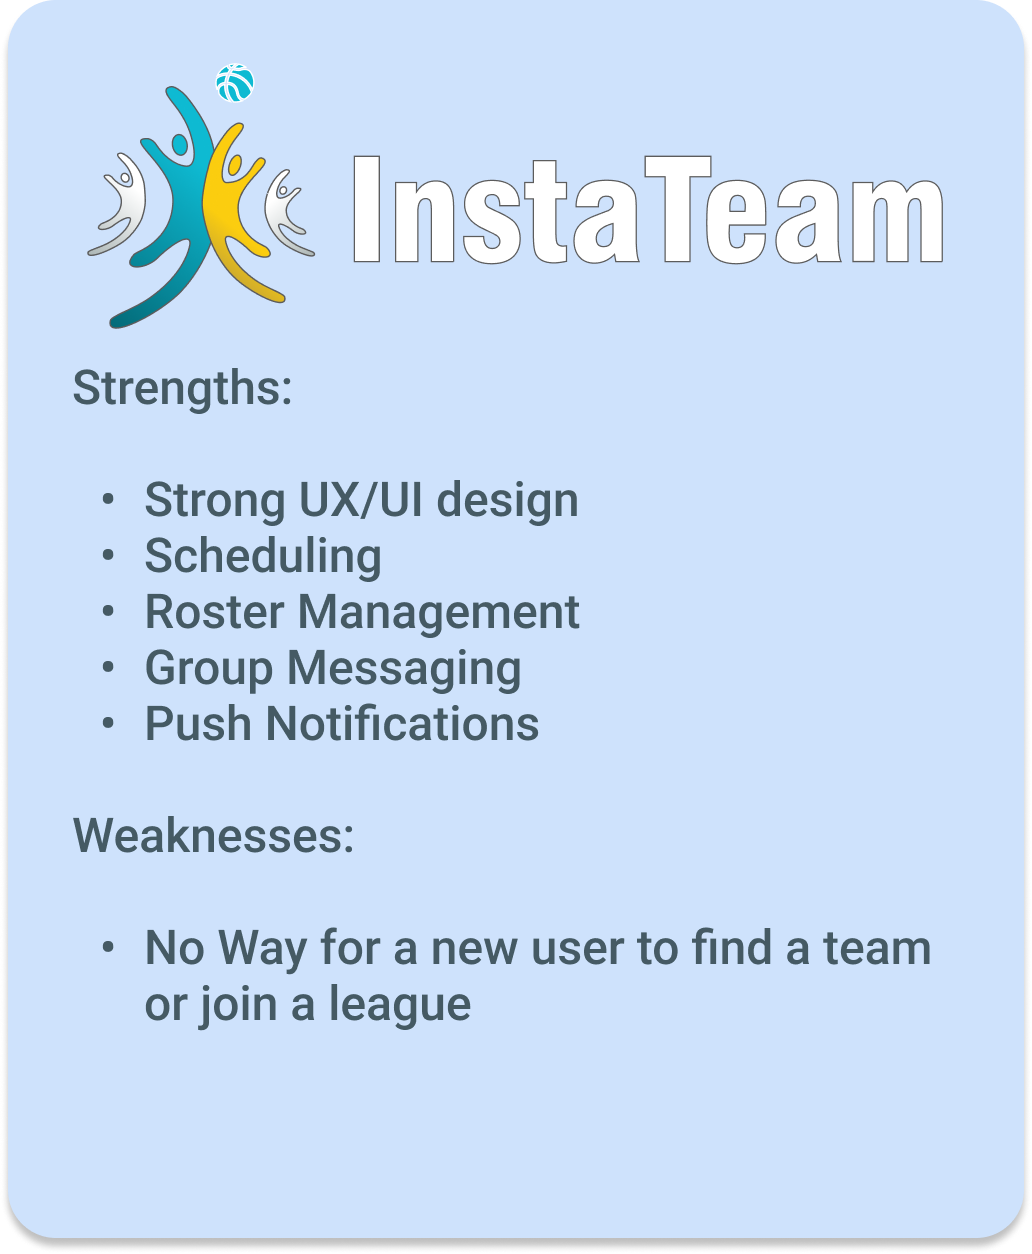 InstaTeam
Strengths:
• Strong UX/UI design
• Scheduling
• Roster Management
• Group Messaging
• Push Notifications
Weaknesses:
• No Way for a new user to find a team
or join a league